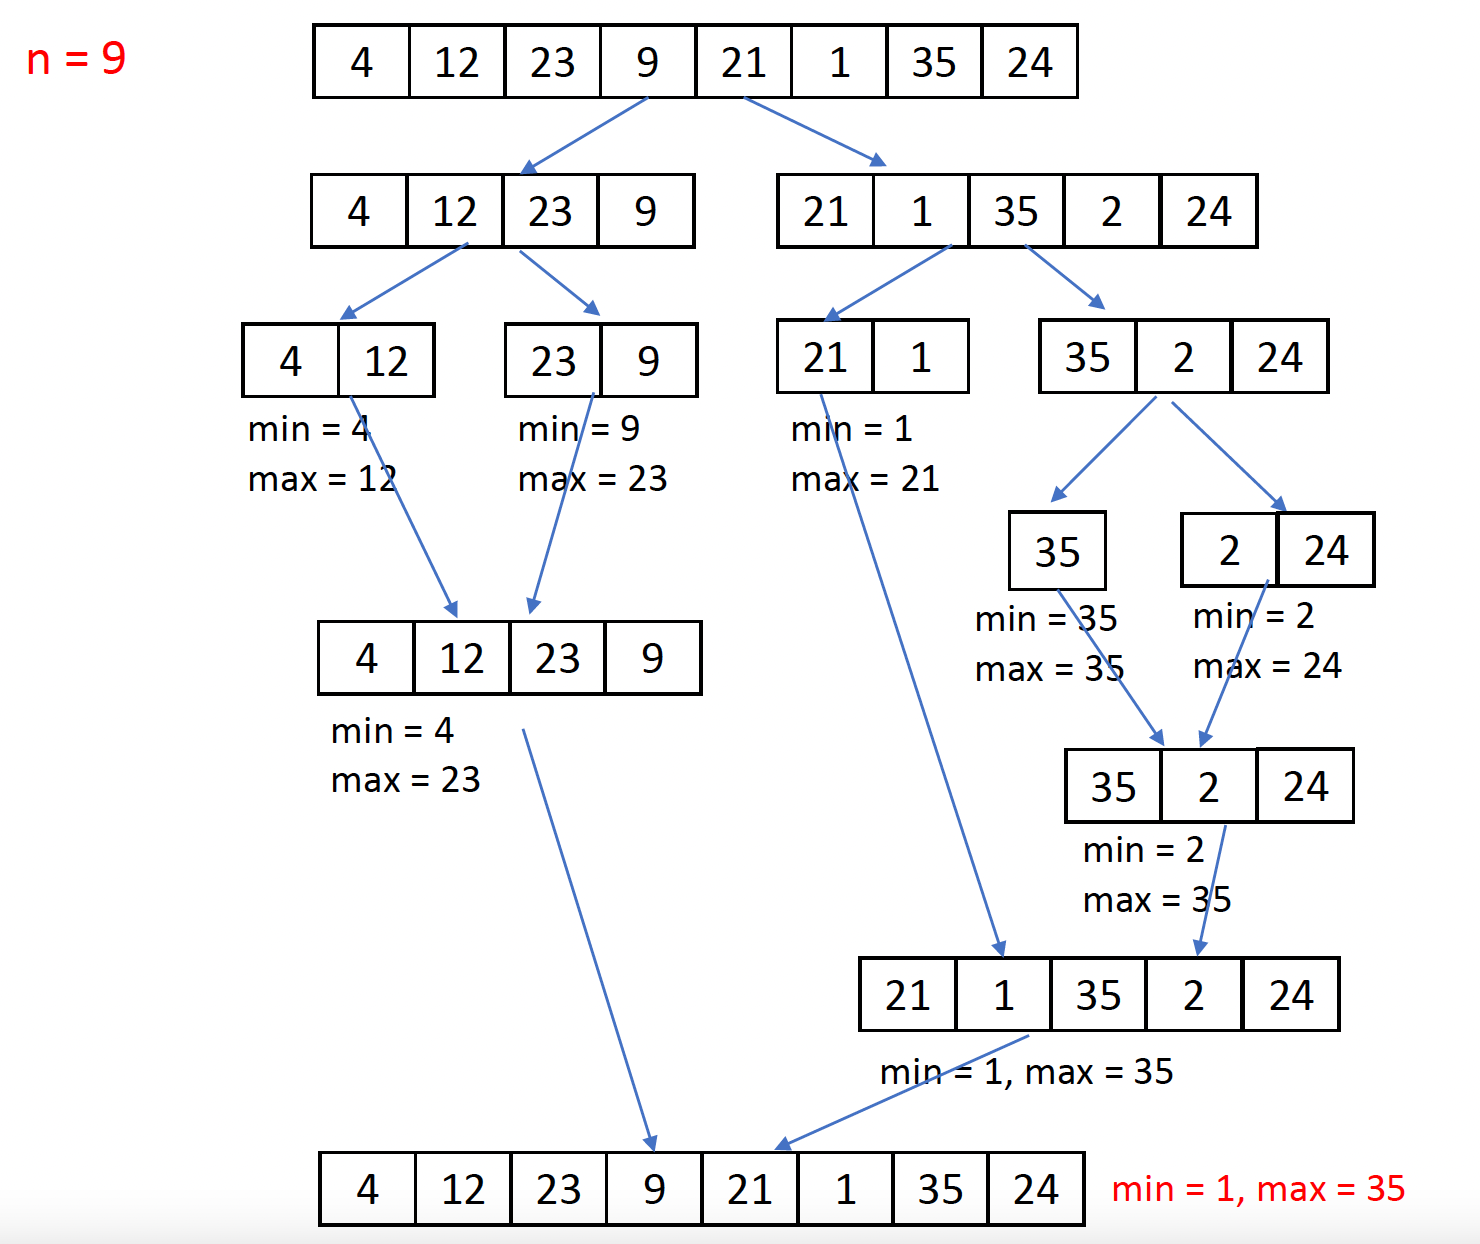 n = 9
4 12 23 9 21 1 35 24
4 12 23 9
21 1 35 2 24
4 12
23 9
21 1
35 2 24
min = 4
max = 12
min = 9
max = 23
min = 1
max = 21
35
2 24
min = 35
max = 35
min = 2
max = 24
4 12 23 9
min = 4
max = 23
35 2 24
min = 2
max = 35
21 1 35 2 24
min = 1, max = 35
4 12 23 9 21 1 35 24
min = 1, max = 35